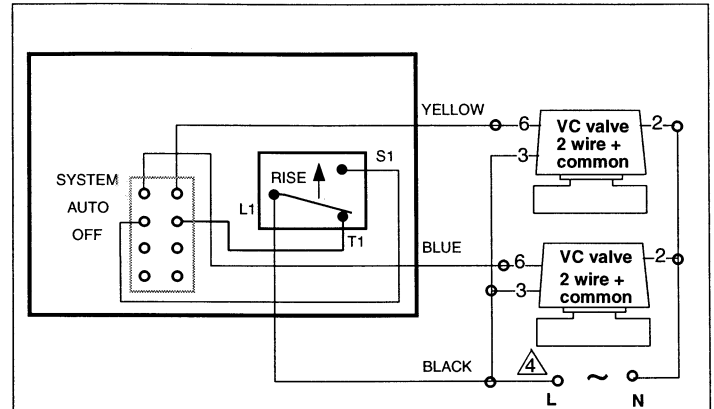 YELLOW
6
VC valve
2 wire +
common
2
3
S1
RISE
SYSTEM
L1
AUTO
OFF
T1
BLUE
6
VC valve
2 wire +
common
2
3
BLACK
4
~
L
N